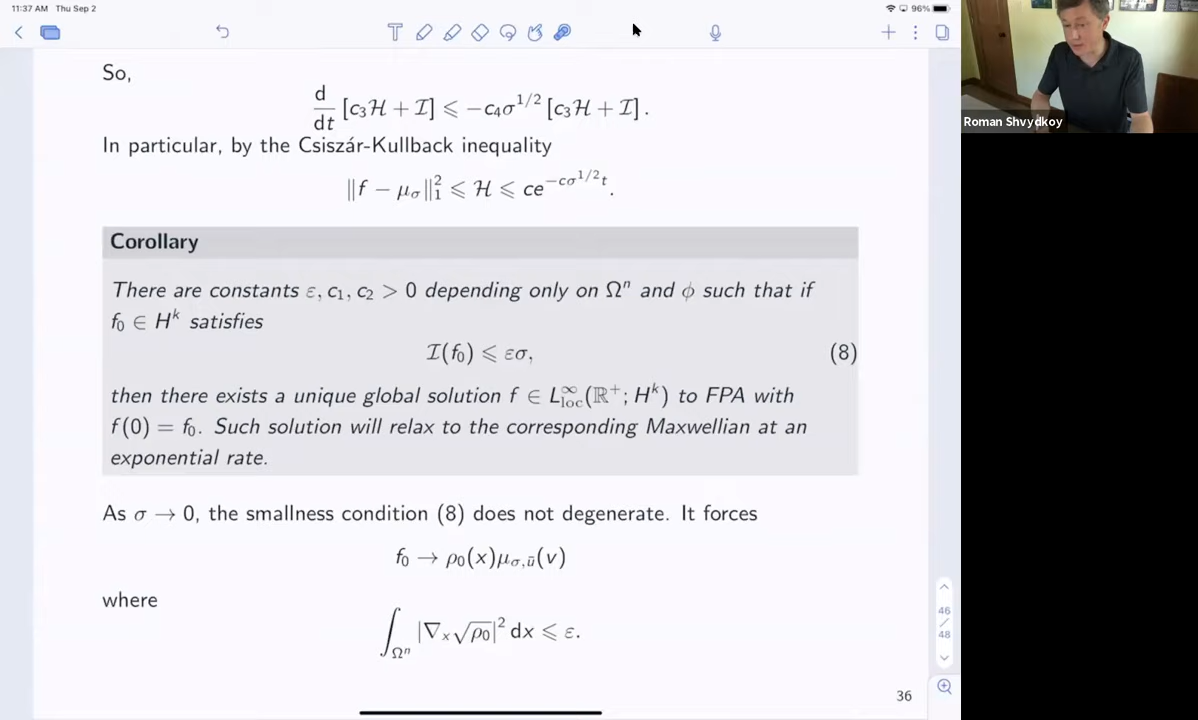 11:37 AM Thu Sep 2
96%
So,
d/dt [c₃ℋ + ℐ] ⩽ −c₄σ^{1/2} [c₃ℋ + ℐ] .
In particular, by the Csiszár-Kullback inequality
‖f − μ_σ‖₁² ⩽ ℋ ⩽ ce^{−cσ^{1/2}t}.
Corollary
There are constants ε, c₁, c₂ > 0 depending only on Ωⁿ and ϕ such that if
f₀ ∈ Hᵏ satisfies
ℐ(f₀) ⩽ εσ, (8)
then there exists a unique global solution f ∈ L^∞_loc(ℝ⁺; Hᵏ) to FPA with
f(0) = f₀. Such solution will relax to the corresponding Maxwellian at an
exponential rate.
As σ → 0, the smallness condition (8) does not degenerate. It forces
f₀ → ρ₀(x)μ_{σ,ū}(v)
where
∫_{Ωⁿ} |∇ₓ√ρ₀|² dx ⩽ ε.
46
/
48
36
Roman Shvydkoy